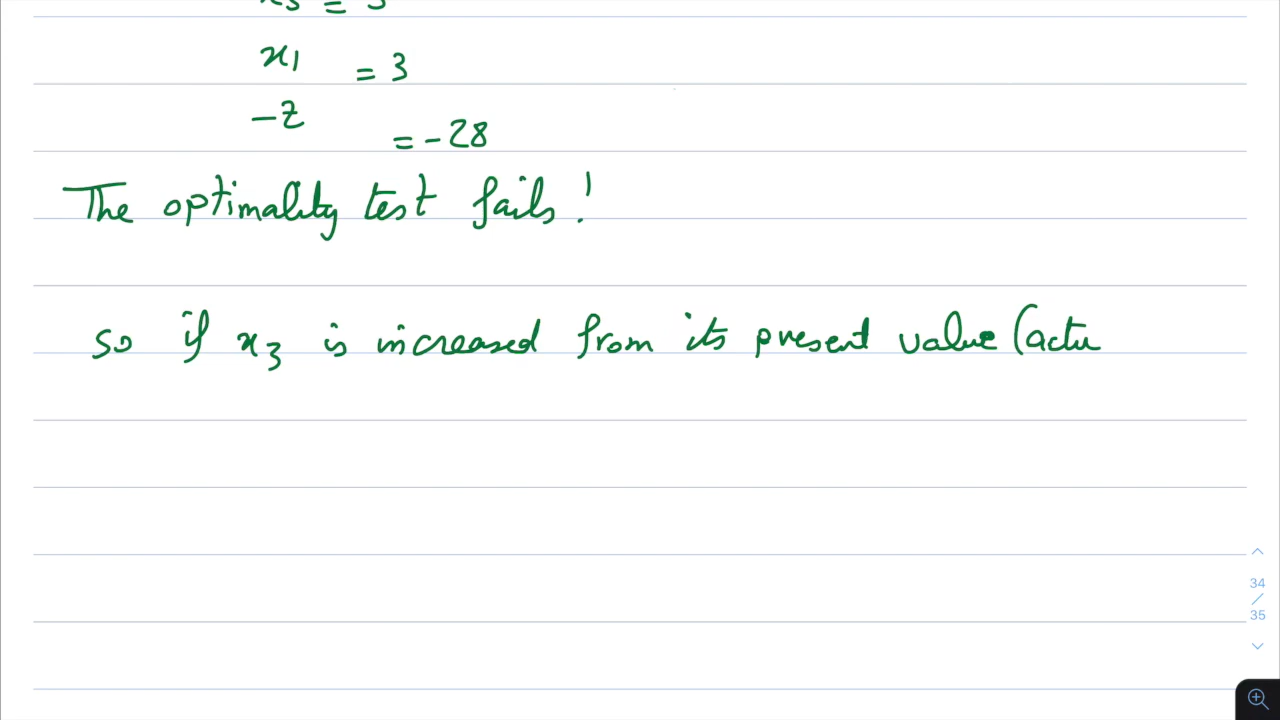 x₁ = 3
-z = -28
The optimality test fails!
so if x₃ is increased from its present value (actu
34
/
35